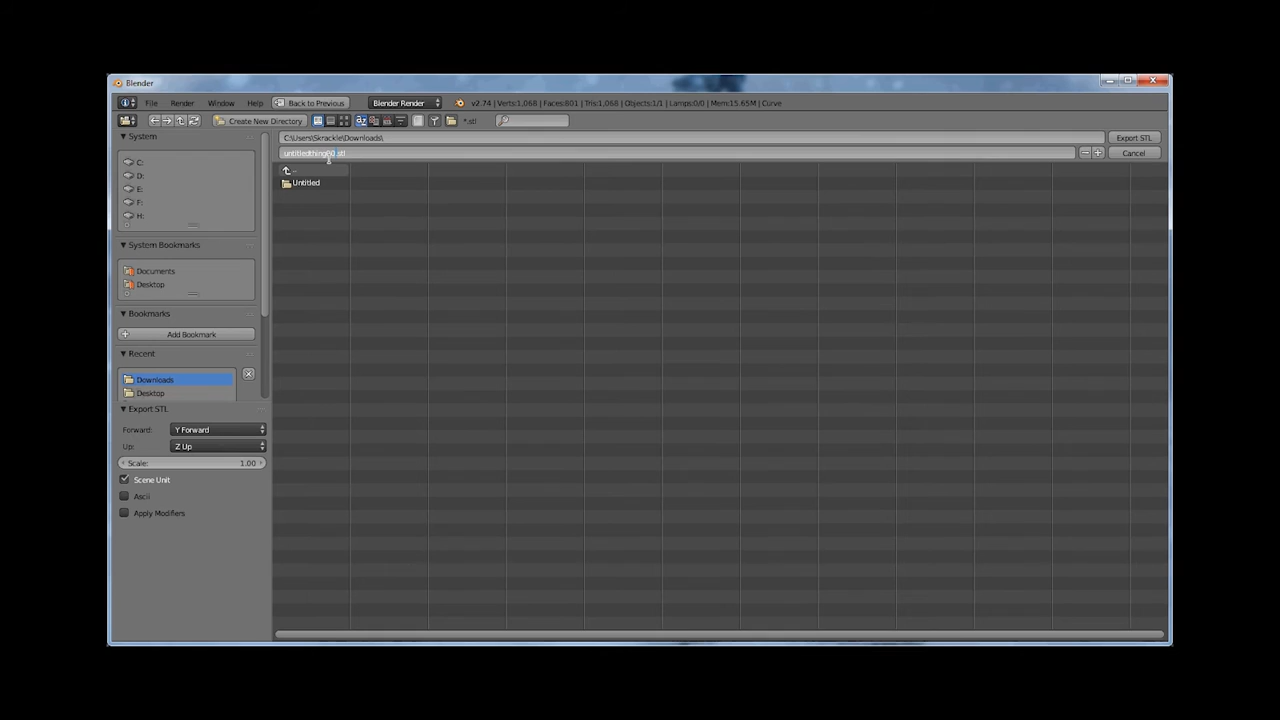 Blender
File Render Window Help Back to Previous Blender Render v2.74 | Verts:1,068 | Faces:801 | Tris:1,068 | Objects:1/1 | Lamps:0/0 | Mem:15.65M | Curve
Create New Directory *.stl
System
C:\Users\Skrackle\Downloads\ Export STL
untitledthing80.stl Cancel
C:
D:
E:
F:
H:
..
Untitled
System Bookmarks
Documents
Desktop
Bookmarks
Add Bookmark
Recent
Downloads
Desktop
Export STL
Forward: Y Forward
Up: Z Up
Scale: 1.00
Scene Unit
Ascii
Apply Modifiers